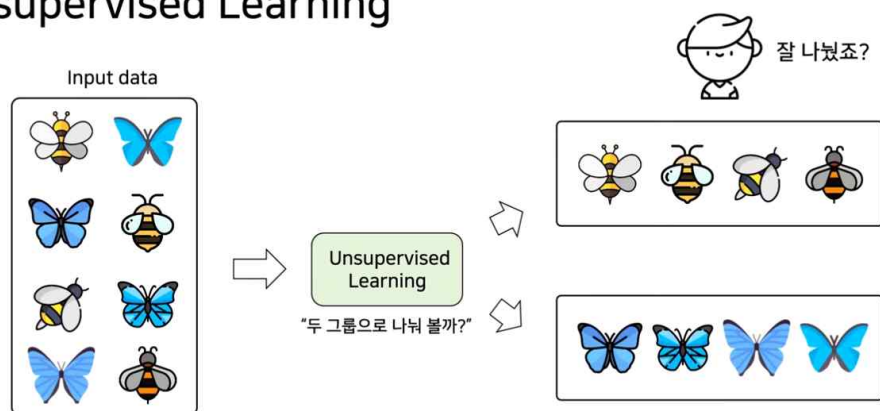 supervised Learning
Input data
잘 나눴죠?
Unsupervised
Learning
“두 그룹으로 나눠 볼까?”